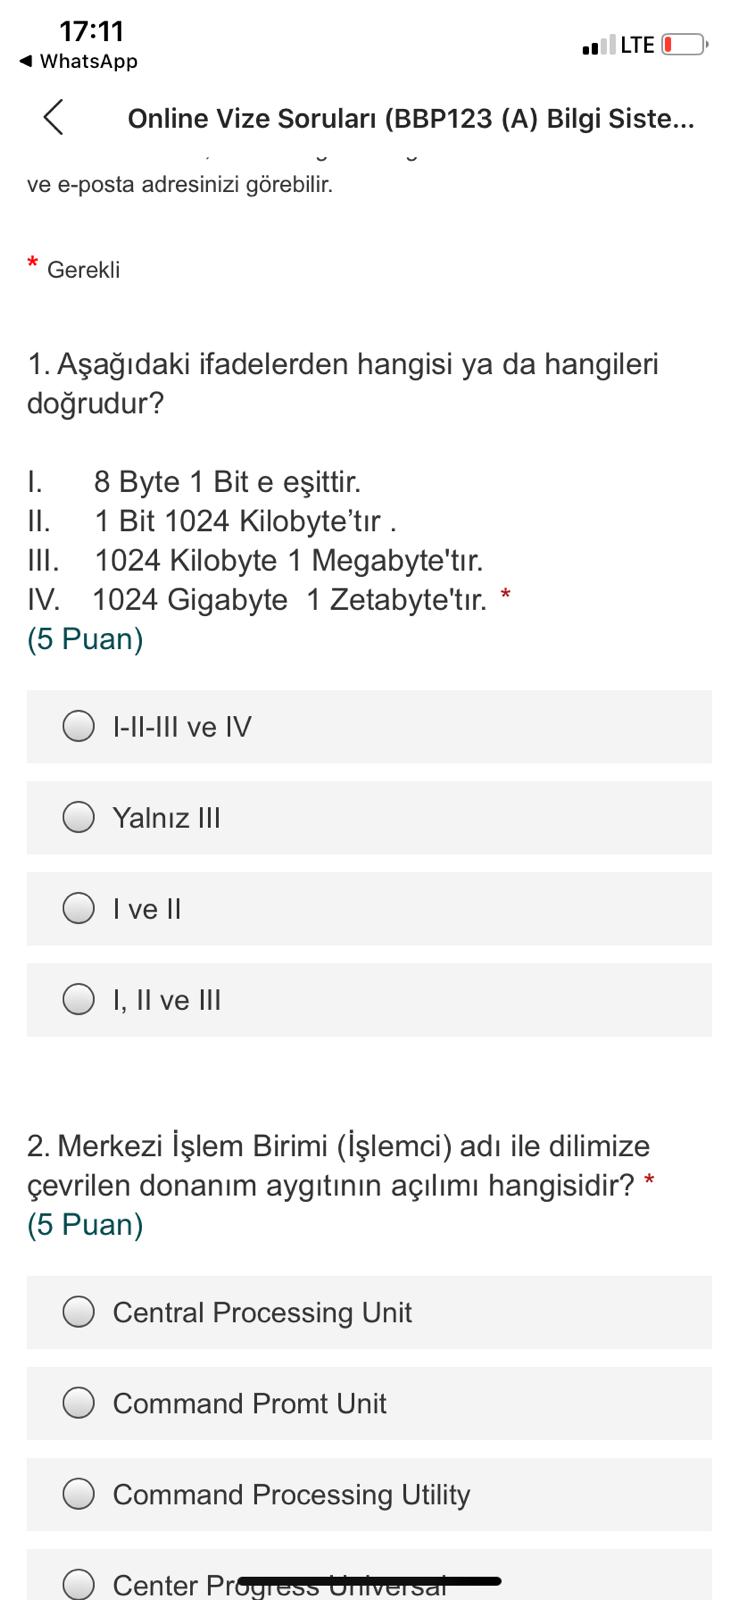 17:11
LTE
◀ WhatsApp
Online Vize Soruları (BBP123 (A) Bilgi Siste...
ve e-posta adresinizi görebilir.
* Gerekli
1. Aşağıdaki ifadelerden hangisi ya da hangileri
doğrudur?
I. 8 Byte 1 Bit e eşittir.
II. 1 Bit 1024 Kilobyte’tır .
III. 1024 Kilobyte 1 Megabyte'tır.
IV. 1024 Gigabyte 1 Zetabyte'tır. *
(5 Puan)
I-II-III ve IV
Yalnız III
I ve II
I, II ve III
2. Merkezi İşlem Birimi (İşlemci) adı ile dilimize
çevrilen donanım aygıtının açılımı hangisidir? *
(5 Puan)
Central Processing Unit
Command Promt Unit
Command Processing Utility
Center Progress Universal